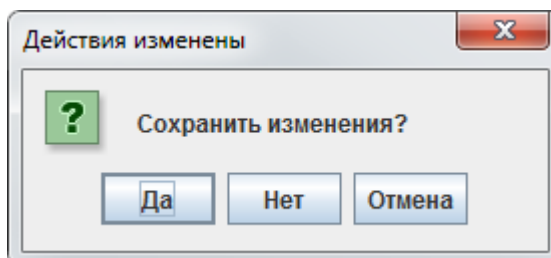 Действия изменены
Сохранить изменения?
Да Нет Отмена